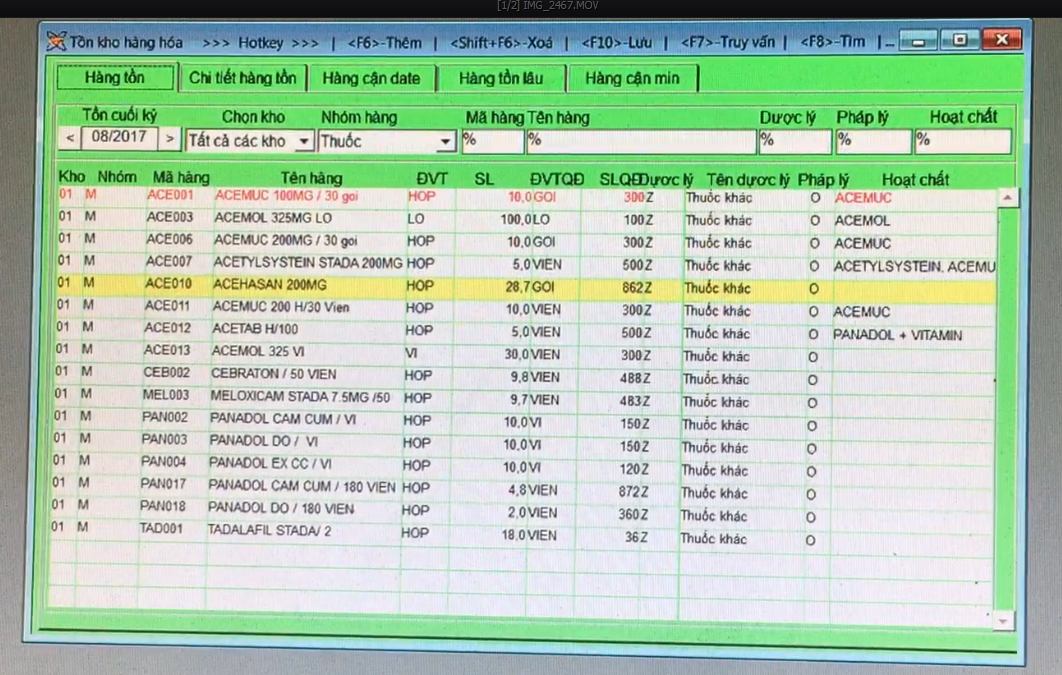 [1/2] IMG_2467.MOV
Tồn kho hàng hóa >>> Hotkey >>> | <F6>-Thêm | <Shift+F6>-Xoá | <F10>-Lưu | <F7>-Truy vấn | <F8>-Tìm |...
Hàng tồn Chi tiết hàng tồn Hàng cận date Hàng tồn lâu Hàng cận min
Tồn cuối kỳ Chọn kho Nhóm hàng Mã hàng Tên hàng Dược lý Pháp lý Hoạt chất
< 08/2017 > Tất cả các kho Thuốc % % % % %
Kho Nhóm Mã hàng Tên hàng ĐVT SL ĐVTQĐ SLQĐ Dược lý Tên dược lý Pháp lý Hoạt chất
01 M ACE001 ACEMUC 100MG / 30 goi HOP 10,0 GOI 300 Z Thuốc khác O ACEMUC
01 M ACE003 ACEMOL 325MG LO LO 100,0 LO 100 Z Thuốc khác O ACEMOL
01 M ACE006 ACEMUC 200MG / 30 goi HOP 10,0 GOI 300 Z Thuốc khác O ACEMUC
01 M ACE007 ACETYLSYSTEIN STADA 200MG HOP 5,0 VIEN 500 Z Thuốc khác O ACETYLSYSTEIN. ACEMU
01 M ACE010 ACEHASAN 200MG HOP 28,7 GOI 862 Z Thuốc khác O
01 M ACE011 ACEMUC 200 H/30 Vien HOP 10,0 VIEN 300 Z Thuốc khác O ACEMUC
01 M ACE012 ACETAB H/100 HOP 5,0 VIEN 500 Z Thuốc khác O PANADOL + VITAMIN
01 M ACE013 ACEMOL 325 VI VI 30,0 VIEN 300 Z Thuốc khác O
01 M CEB002 CEBRATON / 50 VIEN HOP 9,8 VIEN 488 Z Thuốc khác O
01 M MEL003 MELOXICAM STADA 7.5MG /50 HOP 9,7 VIEN 483 Z Thuốc khác O
01 M PAN002 PANADOL CAM CUM / VI HOP 10,0 VI 150 Z Thuốc khác O
01 M PAN003 PANADOL DO / VI HOP 10,0 VI 150 Z Thuốc khác O
01 M PAN004 PANADOL EX CC / VI HOP 10,0 VI 120 Z Thuốc khác O
01 M PAN017 PANADOL CAM CUM / 180 VIEN HOP 4,8 VIEN 872 Z Thuốc khác O
01 M PAN018 PANADOL DO / 180 VIEN HOP 2,0 VIEN 360 Z Thuốc khác O
01 M TAD001 TADALAFIL STADA/ 2 HOP 18,0 VIEN 36 Z Thuốc khác O